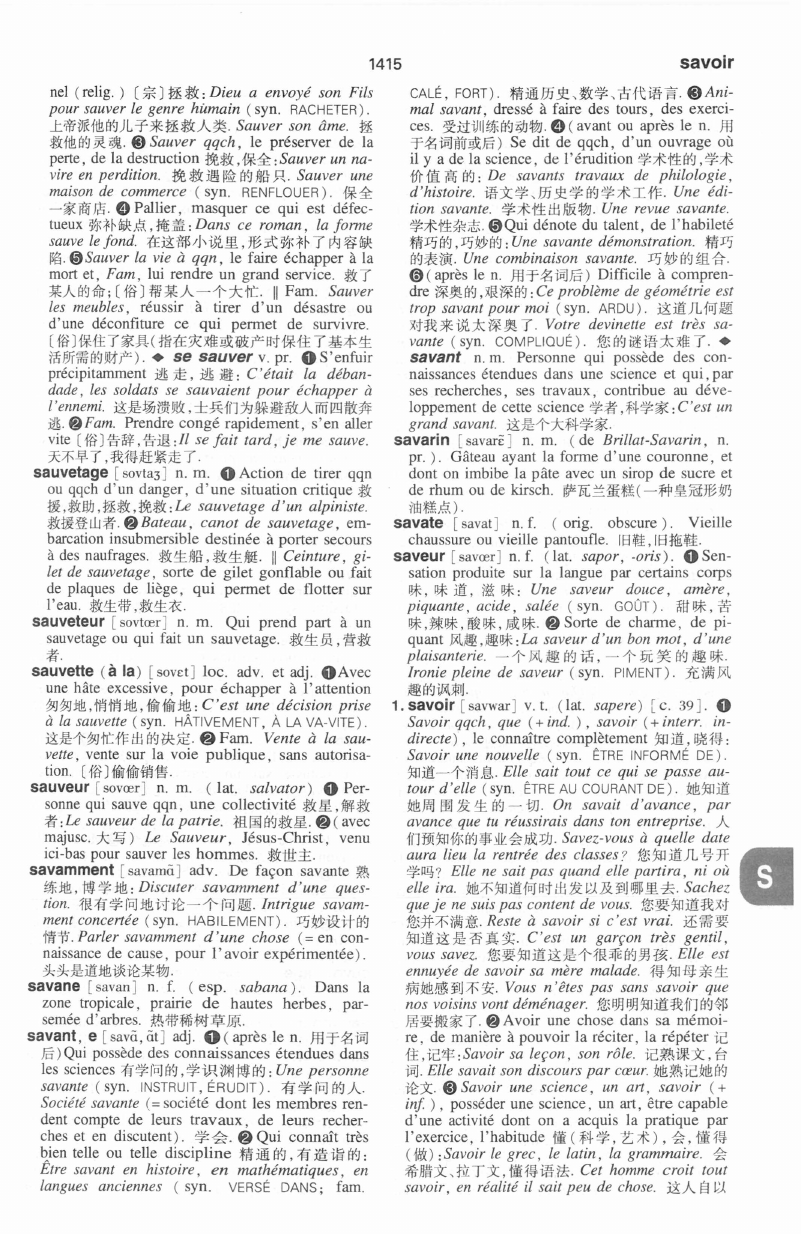 1415
savoir
nel (relig.) 〔宗〕拯救:Dieu a envoyé son Fils
pour sauver le genre humain (syn. RACHETER).
上帝派他的儿子来拯救人类. Sauver son âme. 拯
救他的灵魂. ❸ Sauver qqch, le préserver de la
perte, de la destruction 挽救,保全:Sauver un na-
vire en perdition. 挽救遇险的船只. Sauver une
maison de commerce (syn. RENFLOUER). 保全
一家商店. ❹ Pallier, masquer ce qui est défec-
tueux 弥补缺点,掩盖:Dans ce roman, la forme
sauve le fond. 在这部小说里,形式弥补了内容缺
陷. ❺ Sauver la vie à qqn, le faire échapper à la
mort et, Fam, lui rendre un grand service. 救了
某人的命;〔俗〕帮某人一个大忙. ‖ Fam. Sauver
les meubles, réussir à tirer d'un désastre ou
d'une déconfiture ce qui permet de survivre.
〔俗〕保住了家具(指在灾难或破产时保住了基本生
活所需的财产). ◆ se sauver v. pr. ❶ S'enfuir
précipitamment 逃走,逃避: C'était la déban-
dade, les soldats se sauvaient pour échapper à
l'ennemi. 这是场溃败,士兵们为躲避敌人而四散奔
逃. ❷ Fam. Prendre congé rapidement, s'en aller
vite 〔俗〕告辞,告退:Il se fait tard, je me sauve.
天不早了,我得赶紧走了.
sauvetage [sovtaʒ] n. m. ❶ Action de tirer qqn
ou qqch d'un danger, d'une situation critique 救
援,救助,拯救,挽救:Le sauvetage d'un alpiniste.
救援登山者. ❷ Bateau, canot de sauvetage, em-
barcation insubmersible destinée à porter secours
à des naufrages. 救生船,救生艇. ‖ Ceinture, gi-
let de sauvetage, sorte de gilet gonflable ou fait
de plaques de liège, qui permet de flotter sur
l'eau. 救生带,救生衣.
sauveteur [sovtœr] n. m. Qui prend part à un
sauvetage ou qui fait un sauvetage. 救生员,营救
者.
sauvette (à la) [sovɛt] loc. adv. et adj. ❶ Avec
une hâte excessive, pour échapper à l'attention
匆匆地,悄悄地,偷偷地: C'est une décision prise
à la sauvette (syn. HÂTIVEMENT, À LA VA-VITE).
这是个匆忙作出的决定. ❷ Fam. Vente à la sau-
vette, vente sur la voie publique, sans autorisa-
tion. 〔俗〕偷偷销售.
sauveur [sovœr] n. m. (lat. salvator) ❶ Per-
sonne qui sauve qqn, une collectivité 救星,解救
者:Le sauveur de la patrie. 祖国的救星. ❷ (avec
majusc. 大写) Le Sauveur, Jésus-Christ, venu
ici-bas pour sauver les hommes. 救世主.
savamment [savamɑ̃] adv. De façon savante 熟
练地,博学地: Discuter savamment d'une ques-
tion. 很有学问地讨论一个问题. Intrigue savam-
ment concertée (syn. HABILEMENT). 巧妙设计的
情节. Parler savamment d'une chose (= en con-
naissance de cause, pour l'avoir expérimentée).
头头是道地谈论某物.
savane [savan] n. f. (esp. sabana). Dans la
zone tropicale, prairie de hautes herbes, par-
semée d'arbres. 热带稀树草原.
savant, e [savɑ̃, ɑ̃t] adj. ❶ (après le n. 用于名词
后) Qui possède des connaissances étendues dans
les sciences 有学问的,学识渊博的: Une personne
savante (syn. INSTRUIT, ÉRUDIT). 有学问的人.
Société savante (= société dont les membres ren-
dent compte de leurs travaux, de leurs recher-
ches et en discutent). 学会. ❷ Qui connaît très
bien telle ou telle discipline 精通的,有造诣的:
Être savant en histoire, en mathématiques, en
langues anciennes (syn. VERSÉ DANS; fam.
CALÉ, FORT). 精通历史、数学、古代语言. ❸ Ani-
mal savant, dressé à faire des tours, des exerci-
ces. 受过训练的动物. ❹ (avant ou après le n. 用
于名词前或后) Se dit de qqch, d'un ouvrage où
il y a de la science, de l'érudition 学术性的,学术
价值高的: De savants travaux de philologie,
d'histoire. 语文学、历史学的学术工作. Une édi-
tion savante. 学术性出版物. Une revue savante.
学术性杂志. ❺ Qui dénote du talent, de l'habileté
精巧的,巧妙的:Une savante démonstration. 精巧
的表演. Une combinaison savante. 巧妙的组合.
❻ (après le n. 用于名词后) Difficile à compren-
dre 深奥的,艰深的:Ce problème de géométrie est
trop savant pour moi (syn. ARDU). 这道几何题
对我来说太深奥了. Votre devinette est très sa-
vante (syn. COMPLIQUÉ). 您的谜语太难了. ◆
savant n. m. Personne qui possède des con-
naissances étendues dans une science et qui, par
ses recherches, ses travaux, contribue au déve-
loppement de cette science 学者,科学家:C'est un
grand savant. 这是个大科学家.
savarin [savarɛ̃] n. m. (de Brillat-Savarin, n.
pr.). Gâteau ayant la forme d'une couronne, et
dont on imbibe la pâte avec un sirop de sucre et
de rhum ou de kirsch. 萨瓦兰蛋糕(一种皇冠形奶
油糕点).
savate [savat] n. f. (orig. obscure). Vieille
chaussure ou vieille pantoufle. 旧鞋,旧拖鞋.
saveur [savœr] n. f. (lat. sapor, -oris). ❶ Sen-
sation produite sur la langue par certains corps
味,味道,滋味: Une saveur douce, amère,
piquante, acide, salée (syn. GOÛT). 甜味,苦
味,辣味,酸味,咸味. ❷ Sorte de charme, de pi-
quant 风趣,趣味:La saveur d'un bon mot, d'une
plaisanterie. 一个风趣的话,一个玩笑的趣味.
Ironie pleine de saveur (syn. PIMENT). 充满风
趣的讽刺.
1. savoir [savwar] v. t. (lat. sapere) [c. 39]. ❶
Savoir qqch, que (+ ind.), savoir (+ interr. in-
directe), le connaître complètement 知道,晓得:
Savoir une nouvelle (syn. ÊTRE INFORMÉ DE).
知道一个消息. Elle sait tout ce qui se passe au-
tour d'elle (syn. ÊTRE AU COURANT DE). 她知道
她周围发生的一切. On savait d'avance, par
avance que tu réussirais dans ton entreprise. 人
们预知你的事业会成功. Savez-vous à quelle date
aura lieu la rentrée des classes? 您知道几号开
学吗? Elle ne sait pas quand elle partira, ni où
elle ira. 她不知道何时出发以及到哪里去. Sachez
que je ne suis pas content de vous. 您要知道我对
您并不满意. Reste à savoir si c'est vrai. 还需要
知道这是否真实. C'est un garçon très gentil,
vous savez. 您要知道这是个很乖的男孩. Elle est
ennuyée de savoir sa mère malade. 得知母亲生
病她感到不安. Vous n'êtes pas sans savoir que
nos voisins vont déménager. 您明明知道我们的邻
居要搬家了. ❷ Avoir une chose dans sa mémoi-
re, de manière à pouvoir la réciter, la répéter 记
住,记牢:Savoir sa leçon, son rôle. 记熟课文,台
词. Elle savait son discours par cœur. 她熟记她的
论文. ❸ Savoir une science, un art, savoir (+
inf.), posséder une science, un art, être capable
d'une activité dont on a acquis la pratique par
l'exercice, l'habitude 懂(科学,艺术),会,懂得
(做):Savoir le grec, le latin, la grammaire. 会
希腊文、拉丁文,懂得语法. Cet homme croit tout
savoir, en réalité il sait peu de chose. 这人自以
S